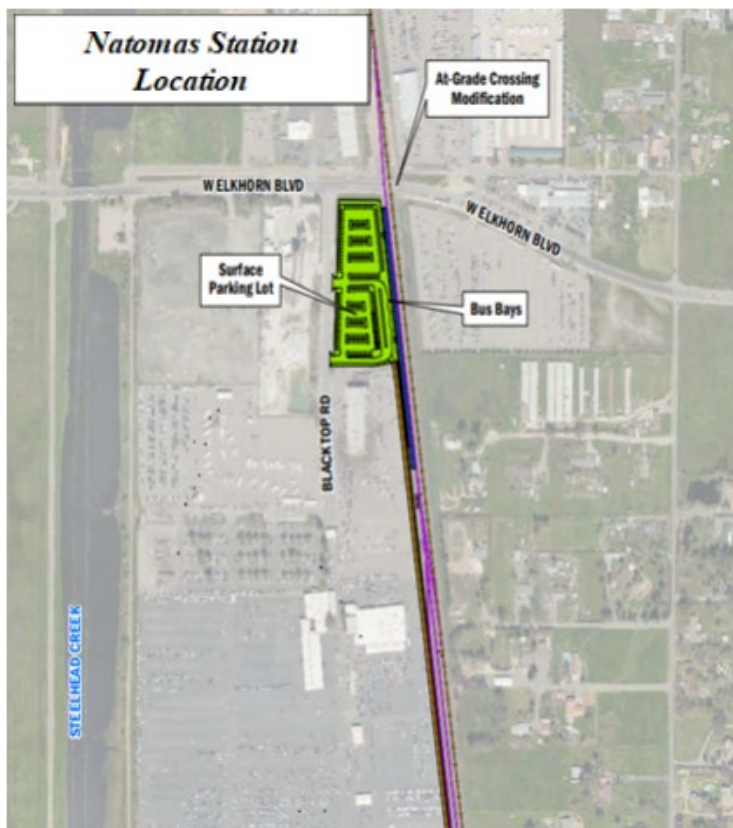 Natomas Station
Location
At-Grade Crossing
Modification
W ELKHORN BLVD
W ELKHORN BLVD
Surface
Parking Lot
Bus Bays
BLACKTOP RD
STEELHEAD CREEK